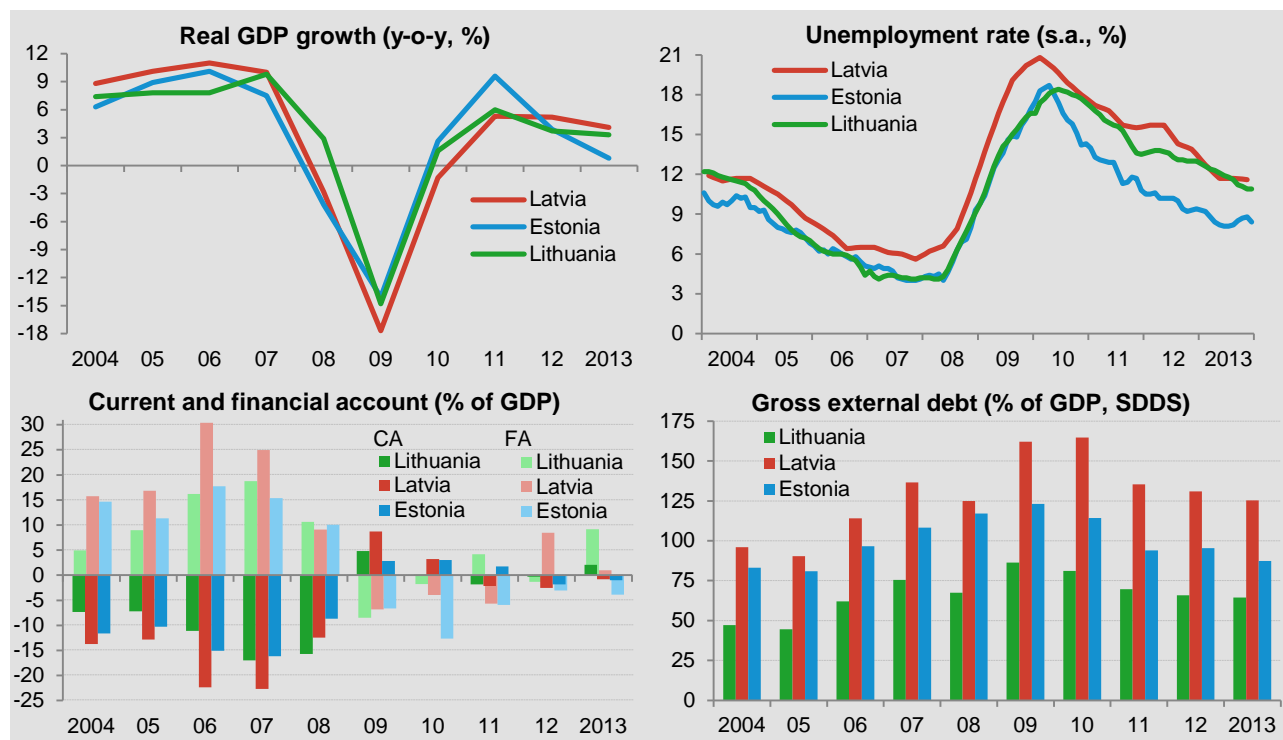 Real GDP growth (y-o-y, %)
12
9
6
3
0
-3
-6
-9
-12
-15
-18
Latvia
Estonia
Lithuania
2004 05 06 07 08 09 10 11 12 2013
Unemployment rate (s.a., %)
21
18
15
12
9
6
3
0
Latvia
Estonia
Lithuania
2004 05 06 07 08 09 10 11 12 2013
Current and financial account (% of GDP)
30
25
20
15
10
5
0
-5
-10
-15
-20
-25
CA FA
Lithuania Lithuania
Latvia Latvia
Estonia Estonia
2004 05 06 07 08 09 10 11 12 2013
Gross external debt (% of GDP, SDDS)
175
150
125
100
75
50
25
0
Lithuania
Latvia
Estonia
2004 05 06 07 08 09 10 11 12 2013